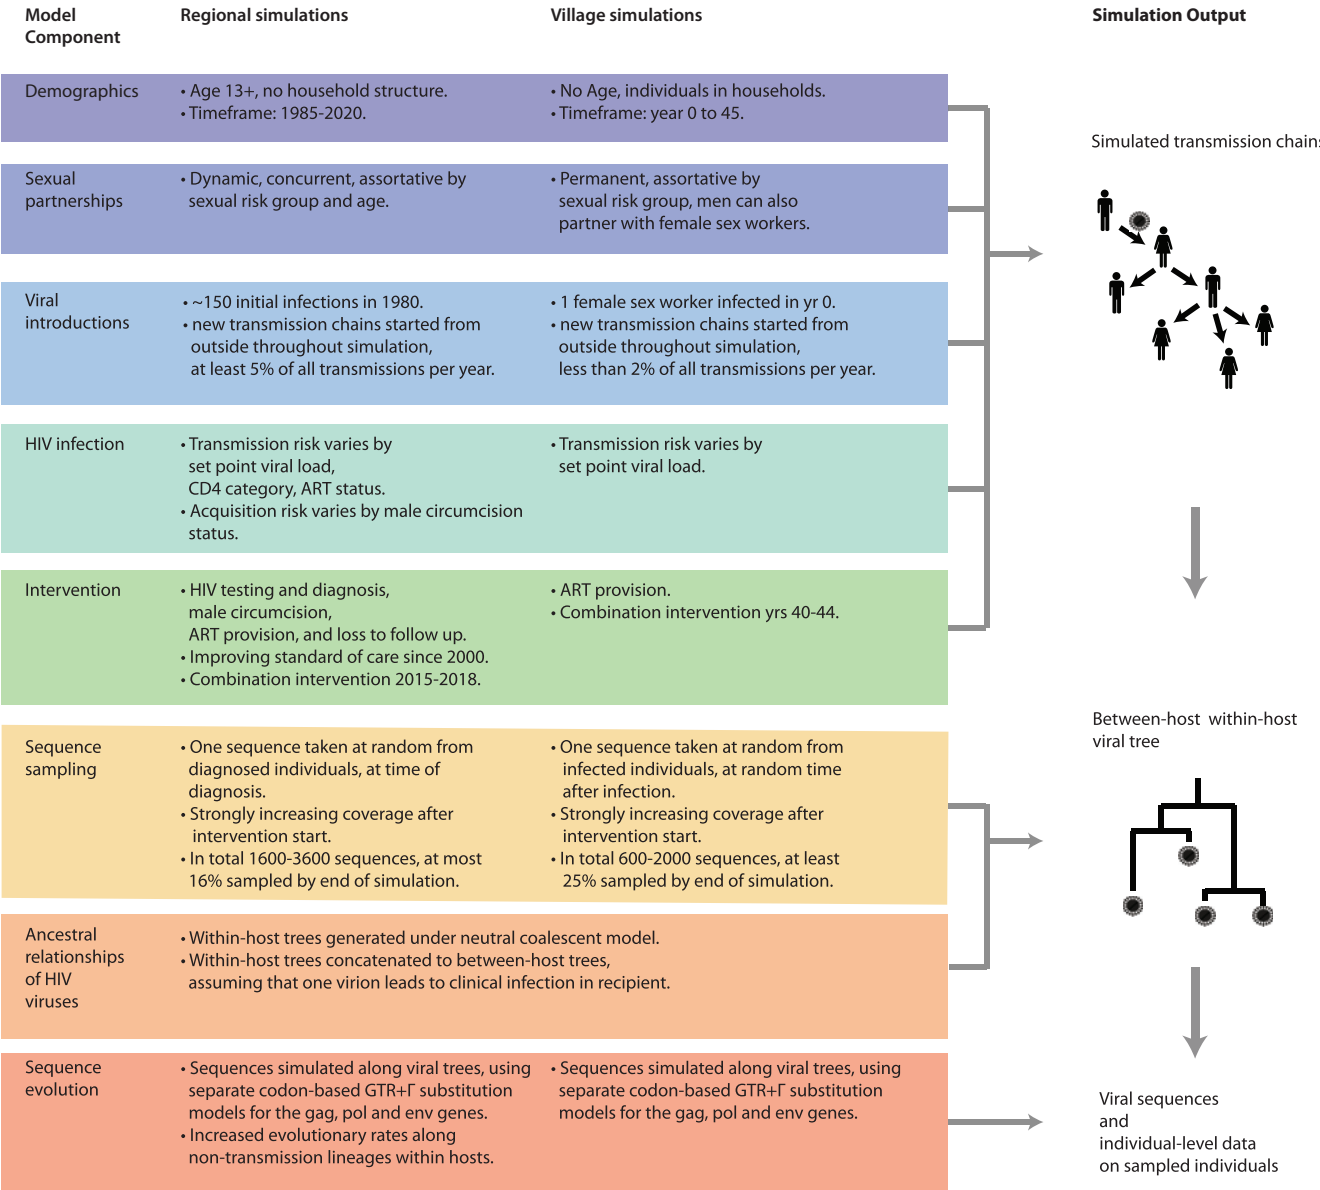 Model
Component
Regional simulations
Village simulations
Simulation Output
Demographics
• Age 13+, no household structure.
• Timeframe: 1985-2020.
• No Age, individuals in households.
• Timeframe: year 0 to 45.
Simulated transmission chains
Sexual
partnerships
• Dynamic, concurrent, assortative by
sexual risk group and age.
• Permanent, assortative by
sexual risk group, men can also
partner with female sex workers.
Viral
introductions
• ~150 initial infections in 1980.
• new transmission chains started from
outside throughout simulation,
at least 5% of all transmissions per year.
• 1 female sex worker infected in yr 0.
• new transmission chains started from
outside throughout simulation,
less than 2% of all transmissions per year.
HIV infection
• Transmission risk varies by
set point viral load,
CD4 category, ART status.
• Acquisition risk varies by male circumcision
status.
• Transmission risk varies by
set point viral load.
Intervention
• HIV testing and diagnosis,
male circumcision,
ART provision, and loss to follow up.
• Improving standard of care since 2000.
• Combination intervention 2015-2018.
• ART provision.
• Combination intervention yrs 40-44.
Between-host within-host
viral tree
Sequence
sampling
• One sequence taken at random from
diagnosed individuals, at time of
diagnosis.
• Strongly increasing coverage after
intervention start.
• In total 1600-3600 sequences, at most
16% sampled by end of simulation.
• One sequence taken at random from
infected individuals, at random time
after infection.
• Strongly increasing coverage after
intervention start.
• In total 600-2000 sequences, at least
25% sampled by end of simulation.
Ancestral
relationships
of HIV
viruses
• Within-host trees generated under neutral coalescent model.
• Within-host trees concatenated to between-host trees,
assuming that one virion leads to clinical infection in recipient.
Sequence
evolution
• Sequences simulated along viral trees, using
separate codon-based GTR+Γ substitution
models for the gag, pol and env genes.
• Increased evolutionary rates along
non-transmission lineages within hosts.
• Sequences simulated along viral trees, using
separate codon-based GTR+Γ substitution
models for the gag, pol and env genes.
Viral sequences
and
individual-level data
on sampled individuals